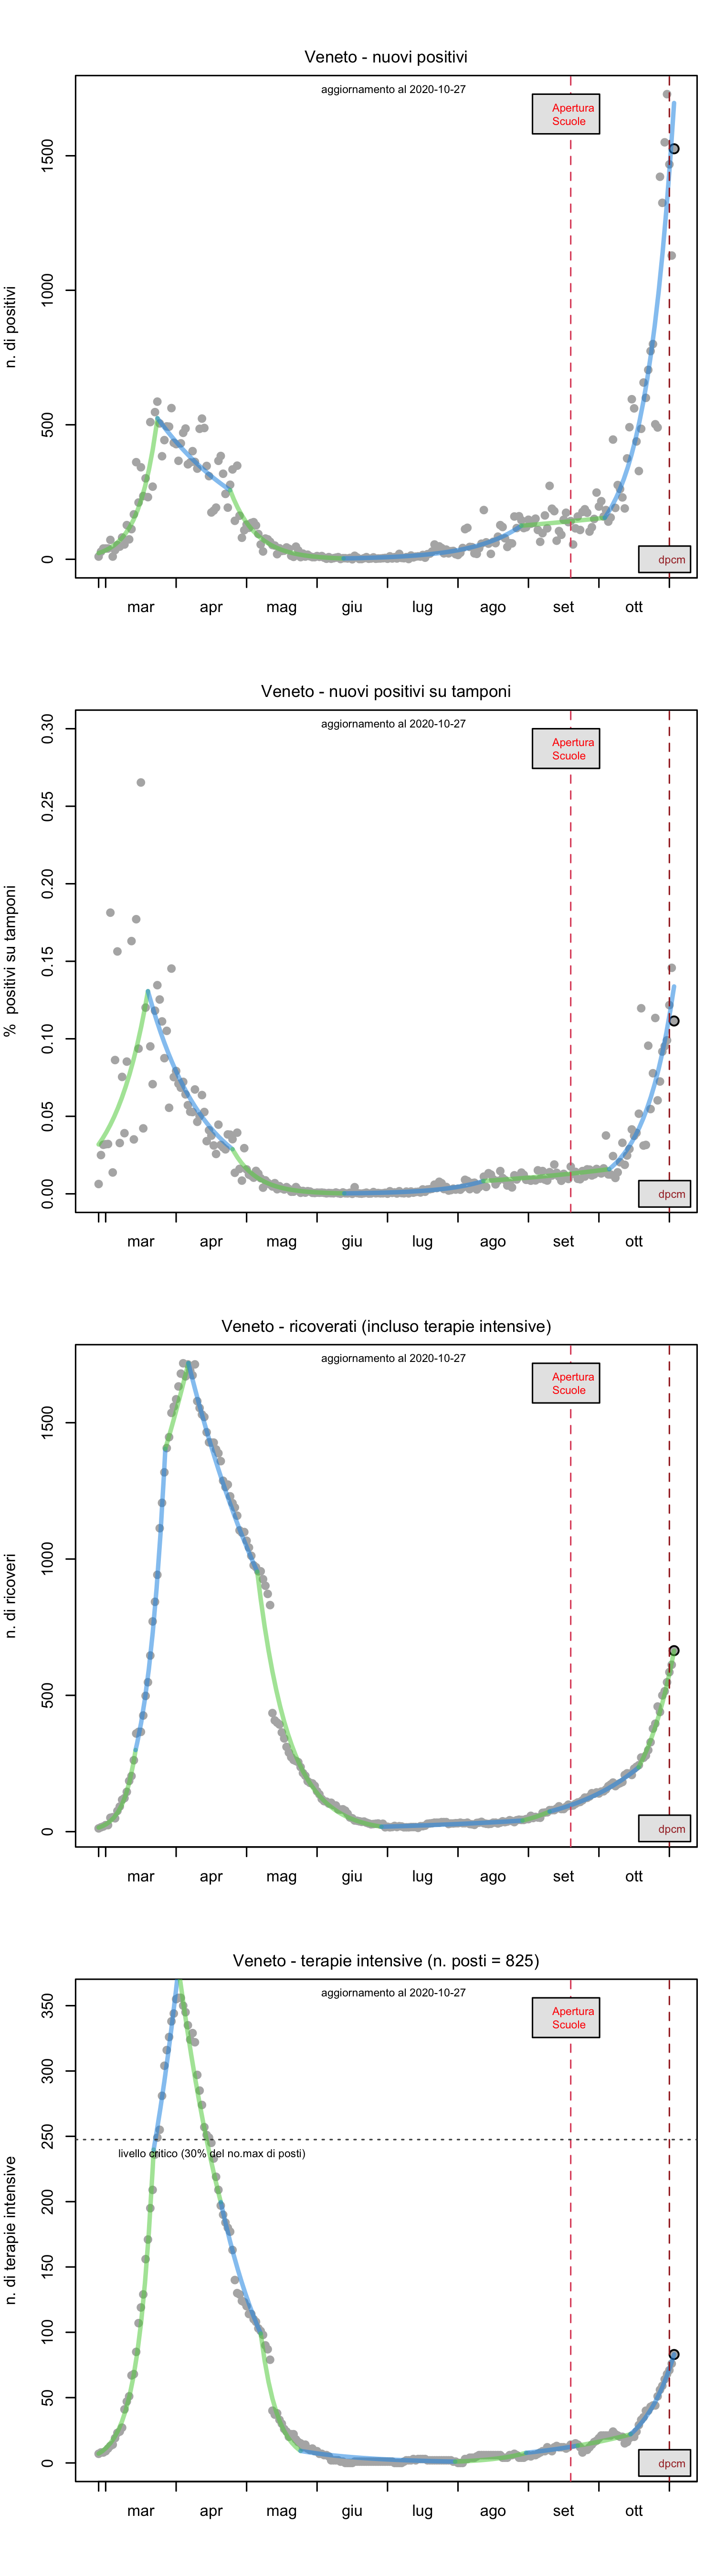 Veneto - nuovi positivi
aggiornamento al 2020-10-27
Apertura
Scuole
n. di positivi
1500
1000
500
0
dpcm
mar apr mag giu lug ago set ott
Veneto - nuovi positivi su tamponi
aggiornamento al 2020-10-27
Apertura
Scuole
% positivi su tamponi
0.30
0.25
0.20
0.15
0.10
0.05
0.00
dpcm
mar apr mag giu lug ago set ott
Veneto - ricoverati (incluso terapie intensive)
aggiornamento al 2020-10-27
Apertura
Scuole
n. di ricoveri
1500
1000
500
0
dpcm
mar apr mag giu lug ago set ott
Veneto - terapie intensive (n. posti = 825)
aggiornamento al 2020-10-27
Apertura
Scuole
n. di terapie intensive
350
300
250
livello critico (30% del no.max di posti)
200
150
100
50
0
dpcm
mar apr mag giu lug ago set ott